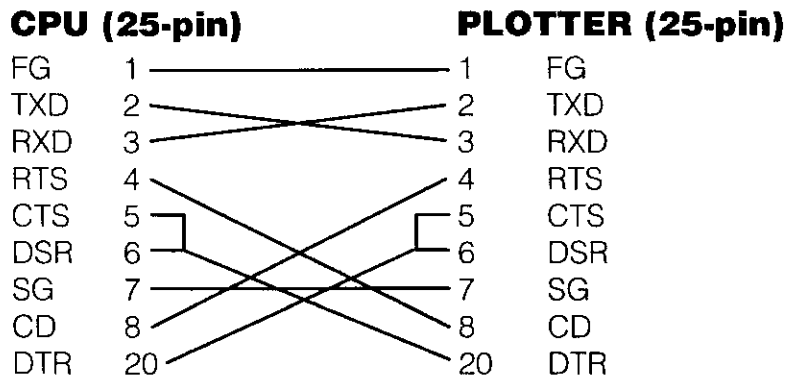 CPU (25-pin) PLOTTER (25-pin)
FG 1 1 FG
TXD 2 2 TXD
RXD 3 3 RXD
RTS 4 4 RTS
CTS 5 5 CTS
DSR 6 6 DSR
SG 7 7 SG
CD 8 8 CD
DTR 20 20 DTR